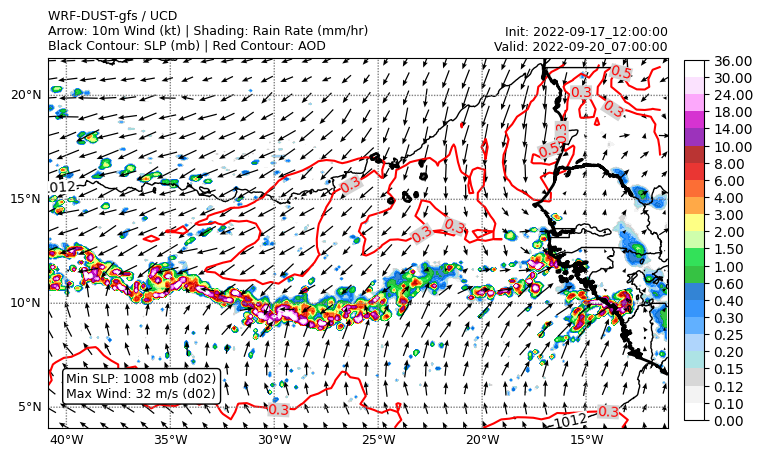 WRF-DUST-gfs / UCD
Arrow: 10m Wind (kt) | Shading: Rain Rate (mm/hr)
Black Contour: SLP (mb) | Red Contour: AOD
Init: 2022-09-17_12:00:00
Valid: 2022-09-20_07:00:00
20°N
15°N
10°N
5°N
40°W
35°W
30°W
25°W
20°W
15°W
0.5
0.3
0.3
0.3
0.5
0.3
0.3
0.3
0.3
0.3
1012
Min SLP: 1008 mb (d02)
Max Wind: 32 m/s (d02)
36.00
30.00
24.00
18.00
14.00
10.00
8.00
6.00
4.00
3.00
2.00
1.50
1.00
0.60
0.40
0.30
0.25
0.20
0.15
0.12
0.10
0.00